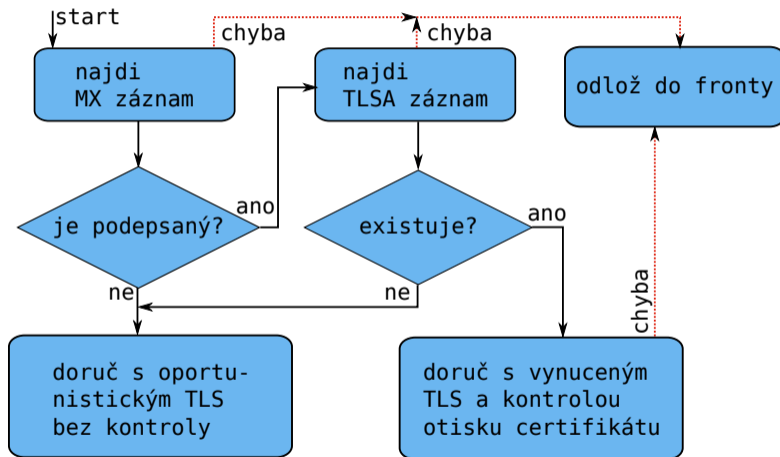 start
chyba
chyba
najdi
MX záznam
najdi
TLSA záznam
odlož do fronty
je podepsaný?
ano
existuje?
ano
ne
ne
chyba
doruč s oportu-
nistickým TLS
bez kontroly
doruč s vynuceným
TLS a kontrolou
otisku certifikátu